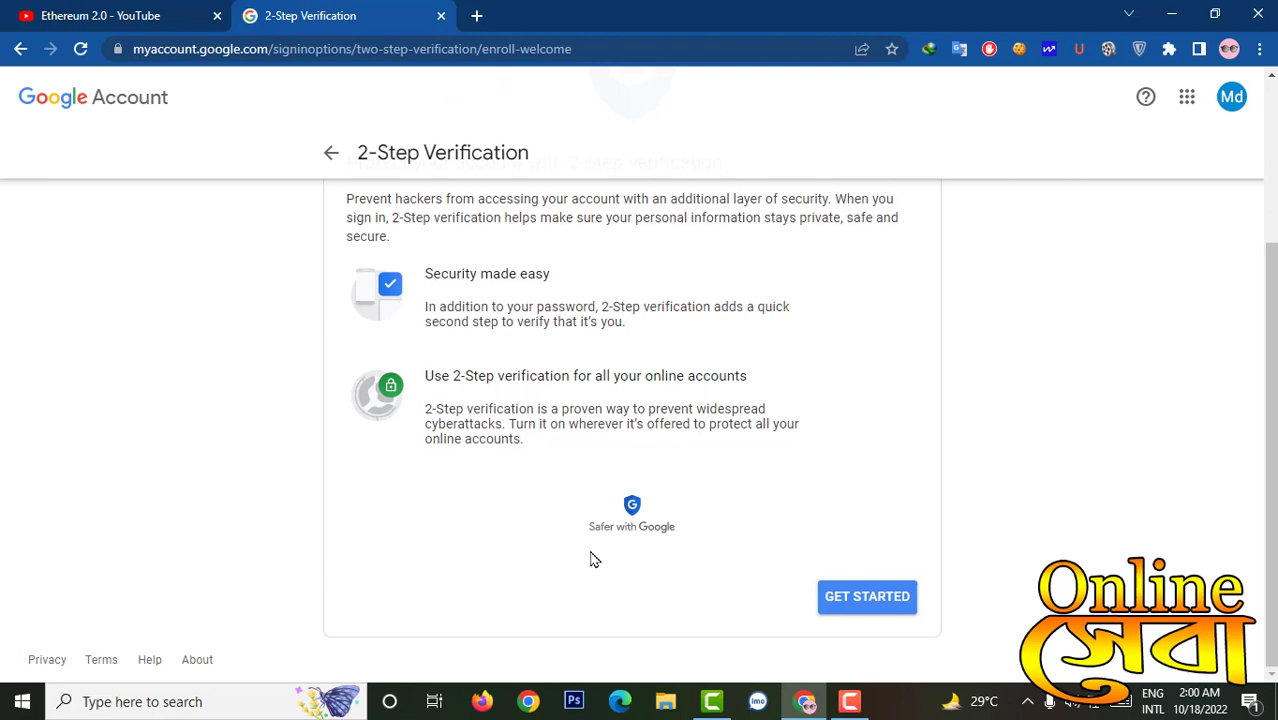 Ethereum 2.0 - YouTube
2-Step Verification
myaccount.google.com/signinoptions/two-step-verification/enroll-welcome
Google Account
Md
2-Step Verification
Prevent hackers from accessing your account with an additional layer of security. When you
sign in, 2-Step verification helps make sure your personal information stays private, safe and
secure.
Security made easy
In addition to your password, 2-Step verification adds a quick
second step to verify that it's you.
Use 2-Step verification for all your online accounts
2-Step verification is a proven way to prevent widespread
cyberattacks. Turn it on wherever it's offered to protect all your
online accounts.
G
Safer with Google
GET STARTED
Online
সেবা
Privacy Terms Help About
Type here to search
Ps
imo
29°C
ENG
INTL
2:00 AM
10/18/2022
1